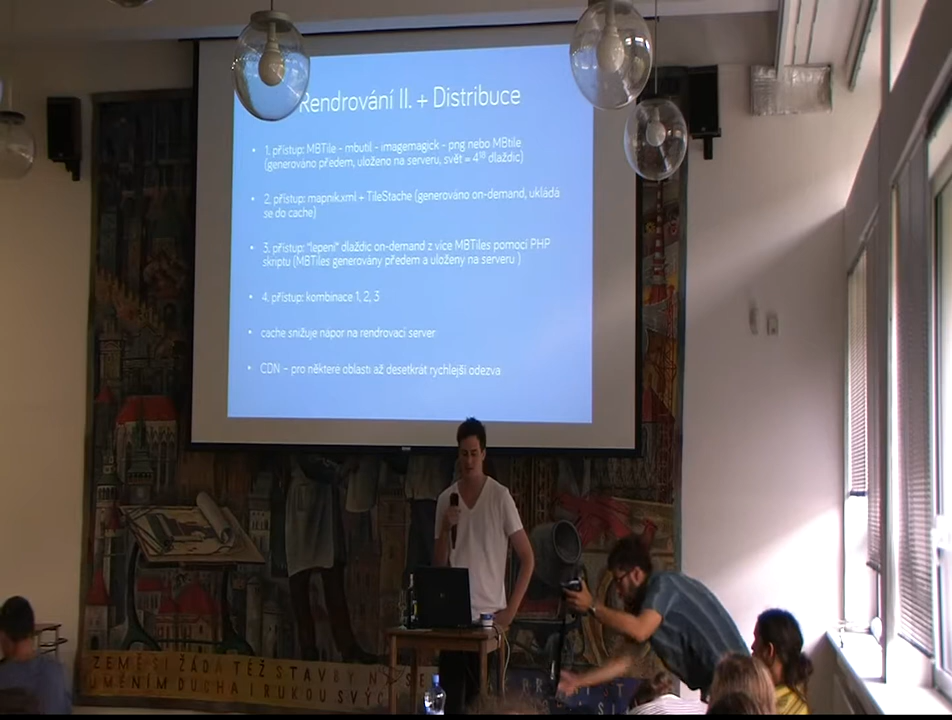 Rendrování II. + Distribuce
• 1. přístup: MBTile - mbutil - imagemagick - png nebo MBtile
(generováno předem, uloženo na serveru, svět = 4¹⁸ dlaždic)
• 2. přístup: mapnik.xml + TileStache (generováno on-demand, ukládá
se do cache)
• 3. přístup: "lepení" dlaždic on-demand z více MBTiles pomocí PHP
skriptu (MBTiles generovány předem a uloženy na serveru )
• 4. přístup: kombinace 1, 2, 3
• cache snižuje nápor na rendrovací server
• CDN – pro některe oblasti až desetkrát rychlejší odezva
ZEMĚ SI ŽÁDÁ TÉŽ STAVBY
UMĚNÍM DUCHA I RUKOU